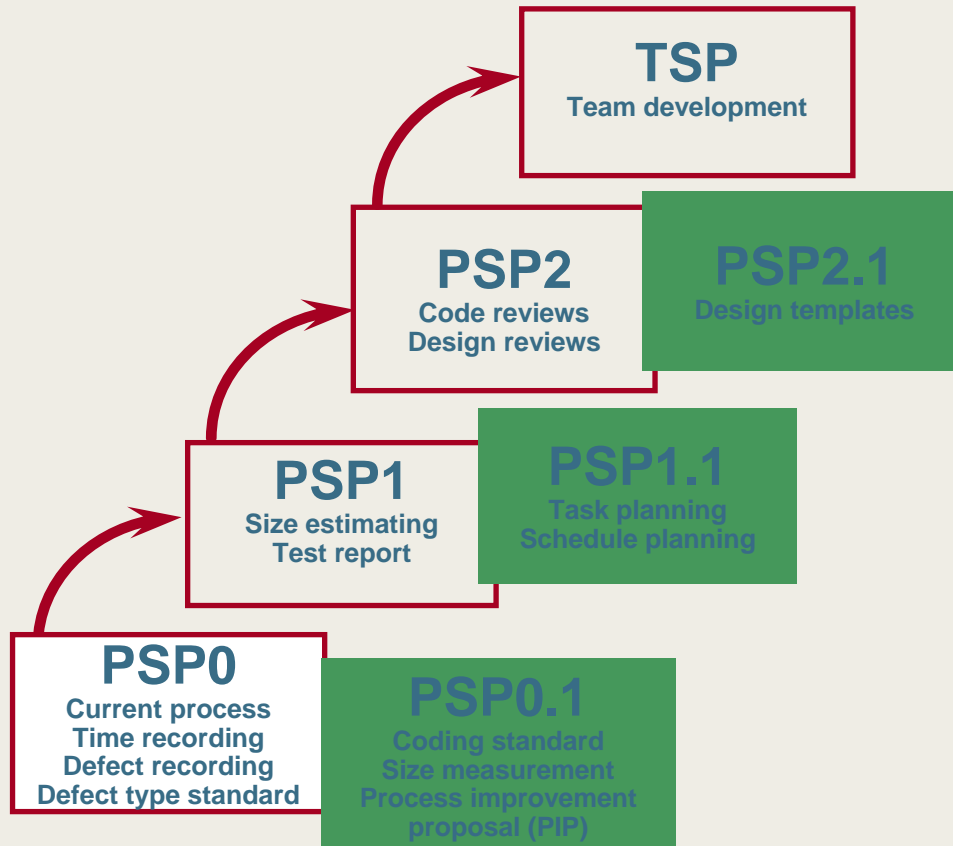 TSP
Team development
PSP2
Code reviews
Design reviews
PSP2.1
Design templates
PSP1
Size estimating
Test report
PSP1.1
Task planning
Schedule planning
PSP0
Current process
Time recording
Defect recording
Defect type standard
PSP0.1
Coding standard
Size measurement
Process improvement
proposal (PIP)